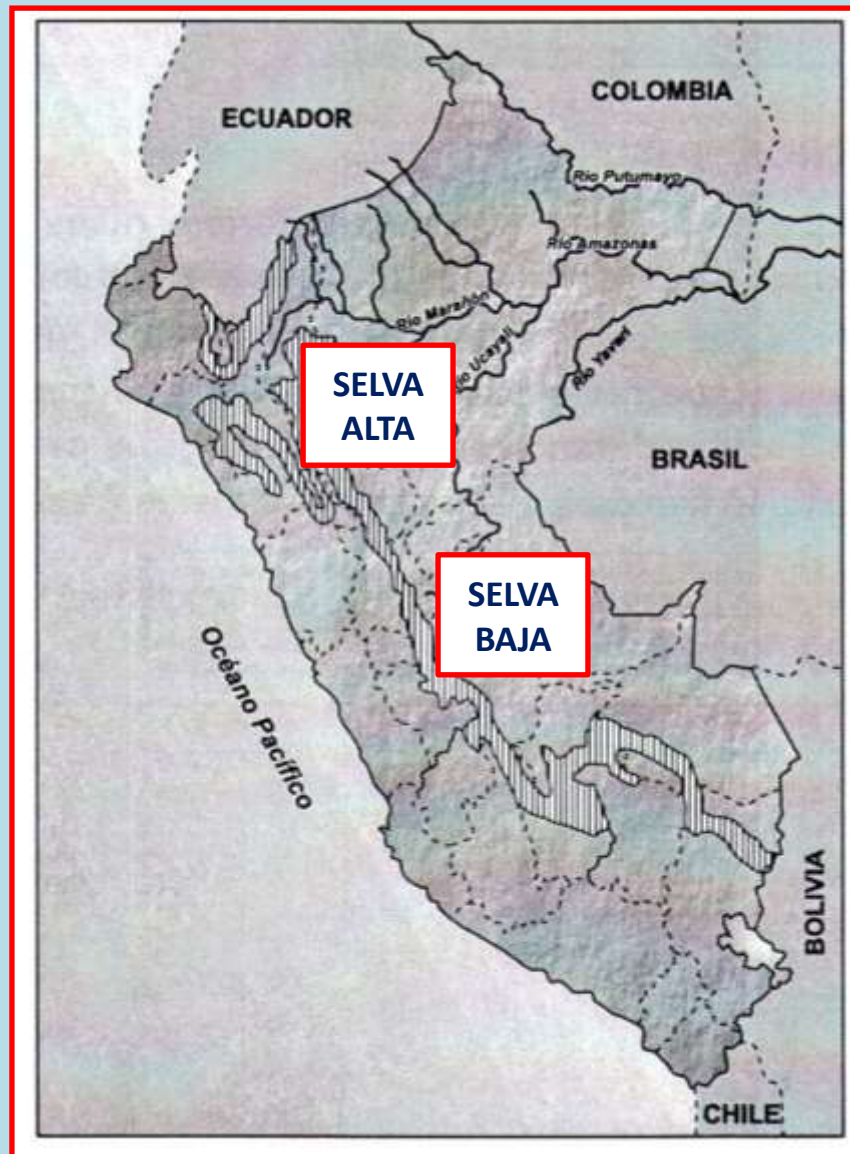 COLOMBIA
ECUADOR
Río Putumayo
Río Amazonas
Río Marañón
Río Ucayali
Río Yavarí
SELVA
ALTA
BRASIL
SELVA
BAJA
Océano Pacífico
BOLIVIA
CHILE